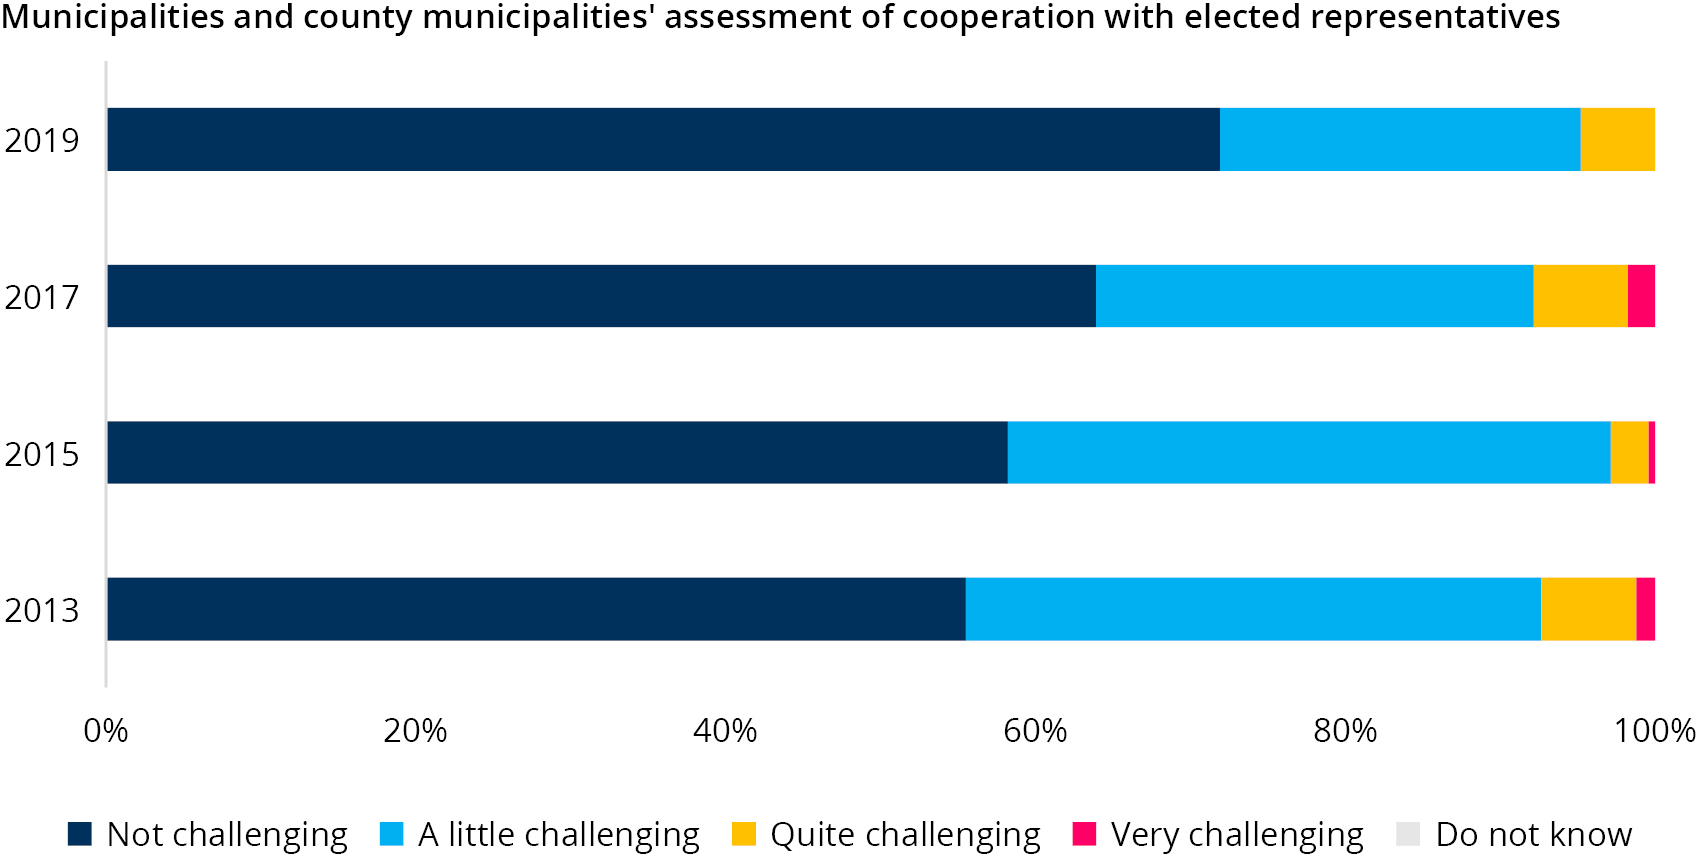 Municipalities and county municipalities' assessment of cooperation with elected representatives
2019
2017
2015
2013
0% 20% 40% 60% 80% 100%
Not challenging A little challenging Quite challenging Very challenging Do not know